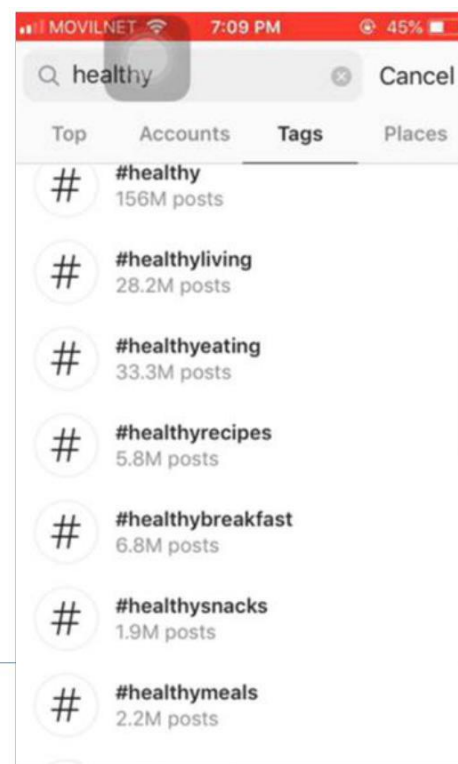 MOVILNET 7:09 PM 45%
healthy Cancel
Top Accounts Tags Places
#healthy
156M posts
#healthyliving
28.2M posts
#healthyeating
33.3M posts
#healthyrecipes
5.8M posts
#healthybreakfast
6.8M posts
#healthysnacks
1.9M posts
#healthymeals
2.2M posts